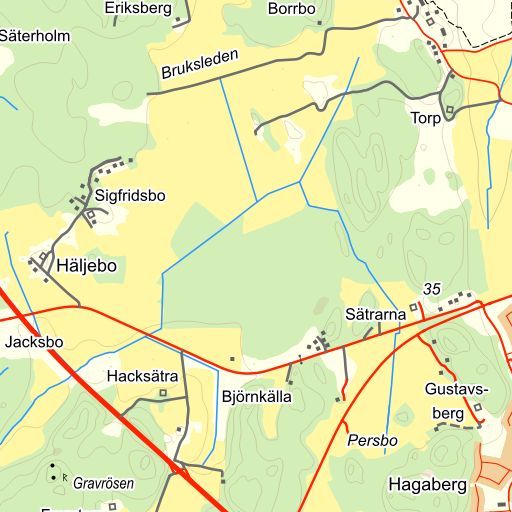 Eriksberg
Borrbo
Säterholm
Bruksleden
Torp
Sigfridsbo
Häljebo
35
Sätrarna
Jacksbo
Hacksätra
Björnkälla
Gustavs-
berg
Persbo
R
Gravrösen
Hagaberg